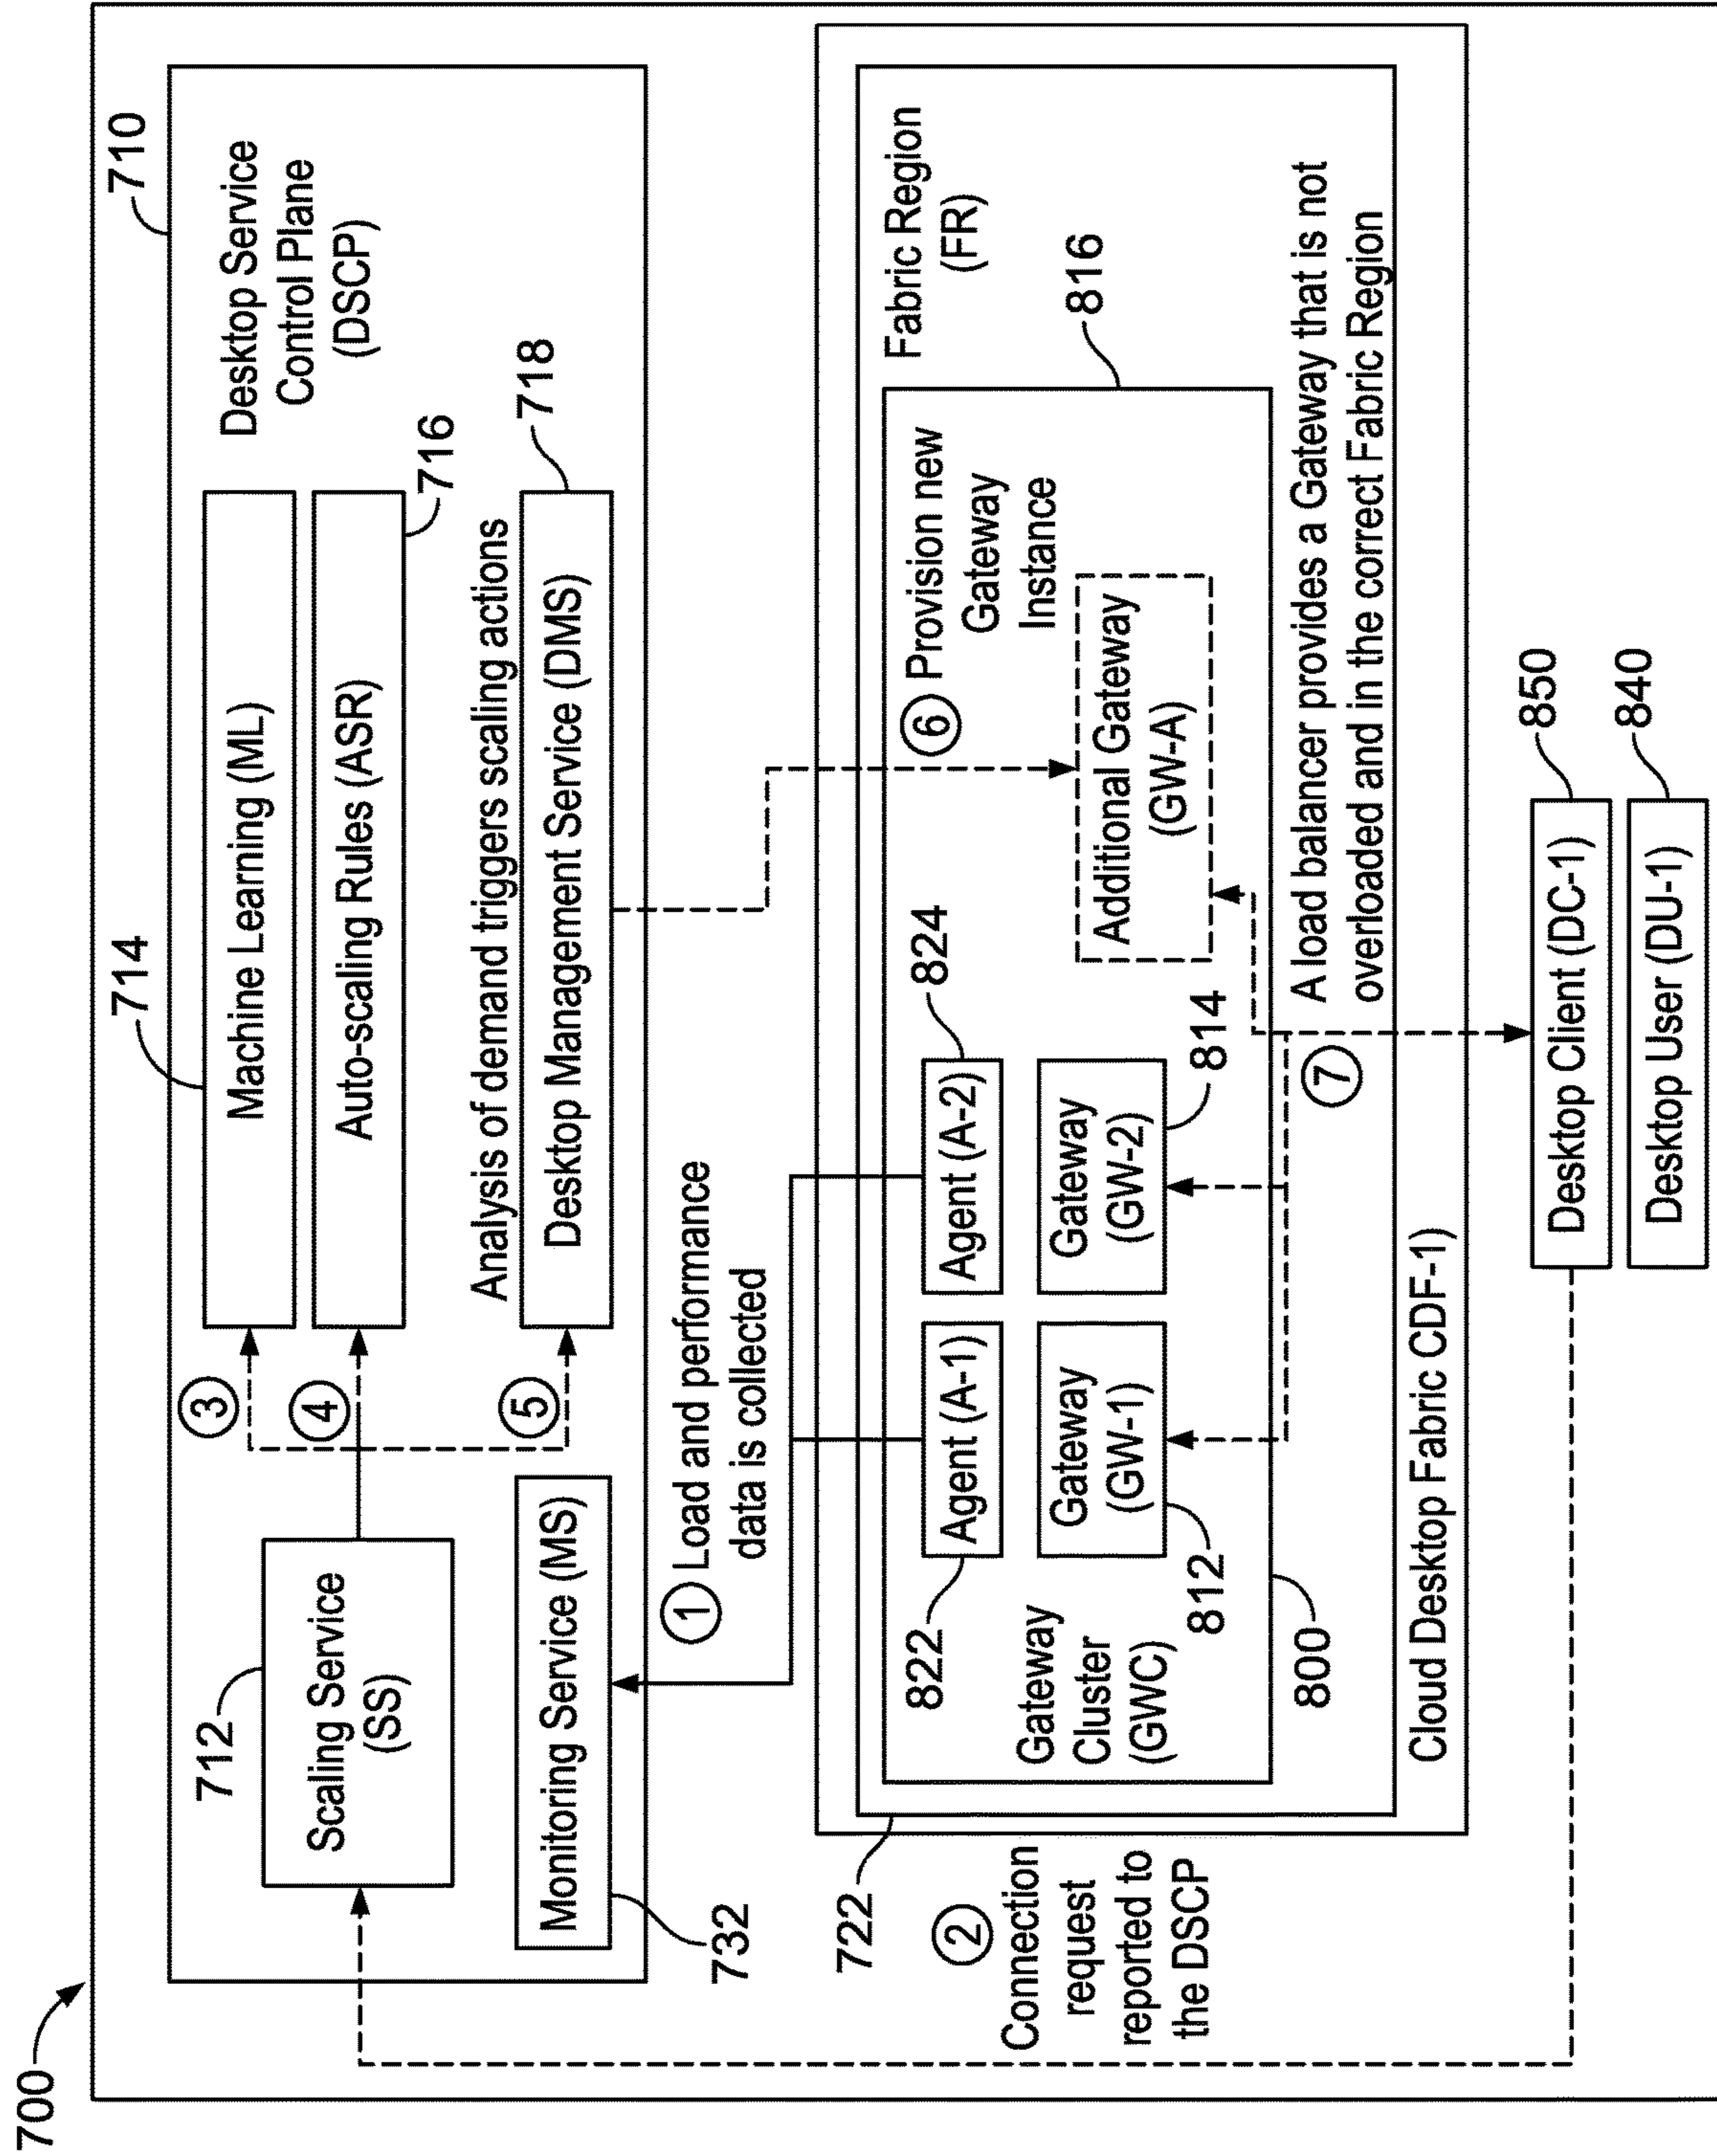 700
710
Desktop Service
Control Plane
(DSCP)
714
Machine Learning (ML)
Auto-scaling Rules (ASR)
716
Analysis of demand triggers scaling actions
Desktop Management Service (DMS)
718
3
4
5
712
Scaling Service
(SS)
Monitoring Service (MS)
732
1 Load and performance
data is collected
2
Connection
request
reported to
the DSCP
722
Fabric Region
(FR)
816
6 Provision new
Gateway
Instance
Additional Gateway
(GW-A)
824
Agent (A-2)
Gateway
(GW-2)
814
822
Agent (A-1)
Gateway
(GW-1)
812
Gateway
Cluster
(GWC)
800
A load balancer provides a Gateway that is not
overloaded and in the correct Fabric Region
7
Cloud Desktop Fabric CDF-1)
Desktop Client (DC-1)
850
Desktop User (DU-1)
840